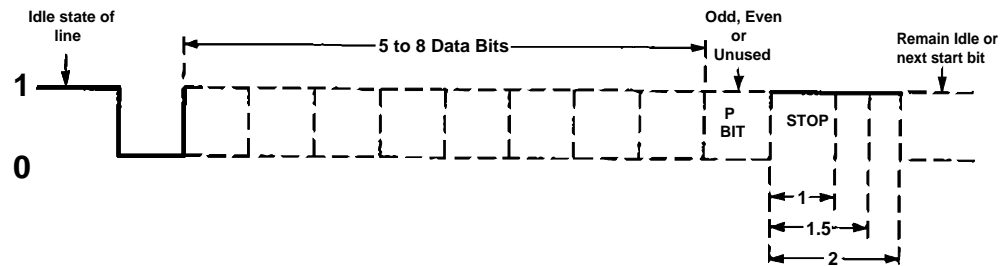 Idle state of
line
5 to 8 Data Bits
Odd, Even
or
Unused
Remain Idle or
next start bit
1
0
P
BIT
STOP
1
1.5
2